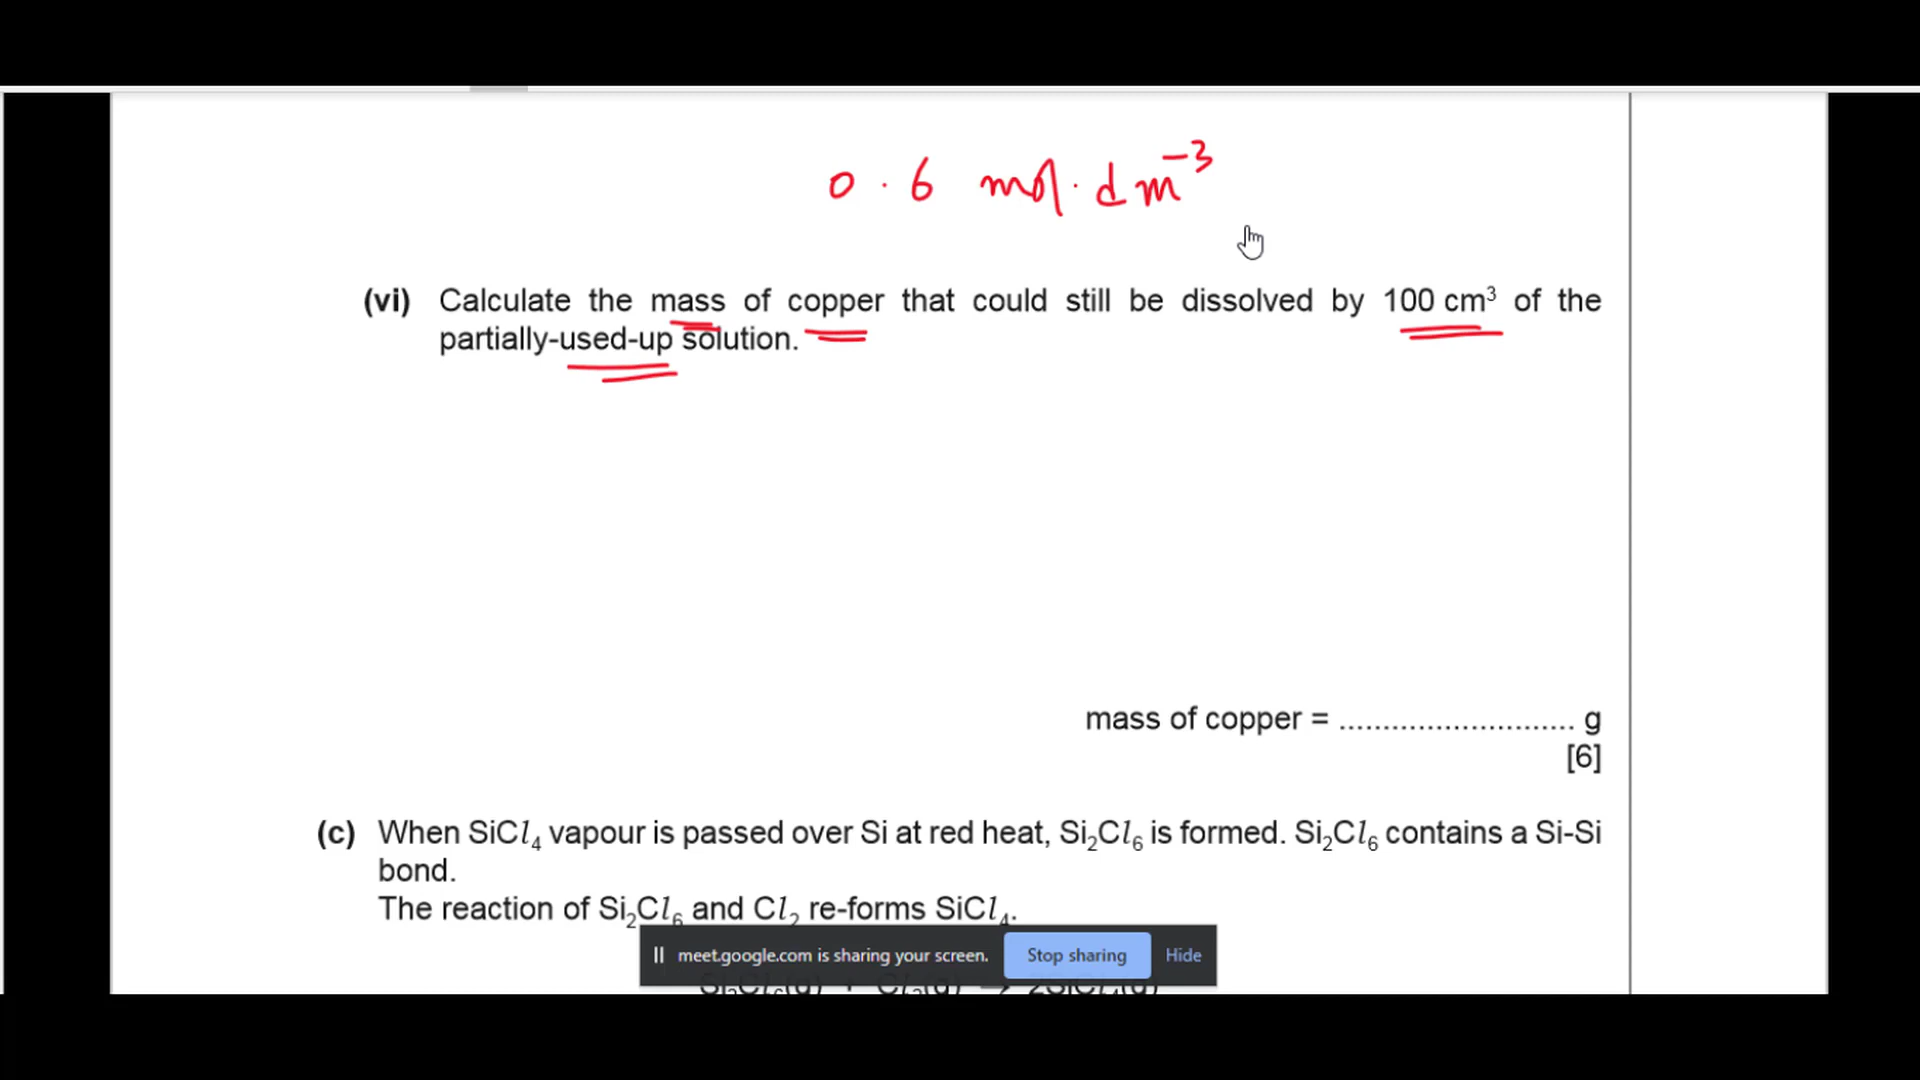 0.6 mol.dm⁻³
(vi) Calculate the mass of copper that could still be dissolved by 100 cm³ of the
partially-used-up solution.
mass of copper = .......................... g
[6]
(c) When SiCl₄ vapour is passed over Si at red heat, Si₂Cl₆ is formed. Si₂Cl₆ contains a Si-Si
bond.
The reaction of Si₂Cl₆ and Cl₂ re-forms SiCl₄.
meet.google.com is sharing your screen. Stop sharing Hide
Si₂Cl₆(g) + Cl₂(g) → 2SiCl₄(g)